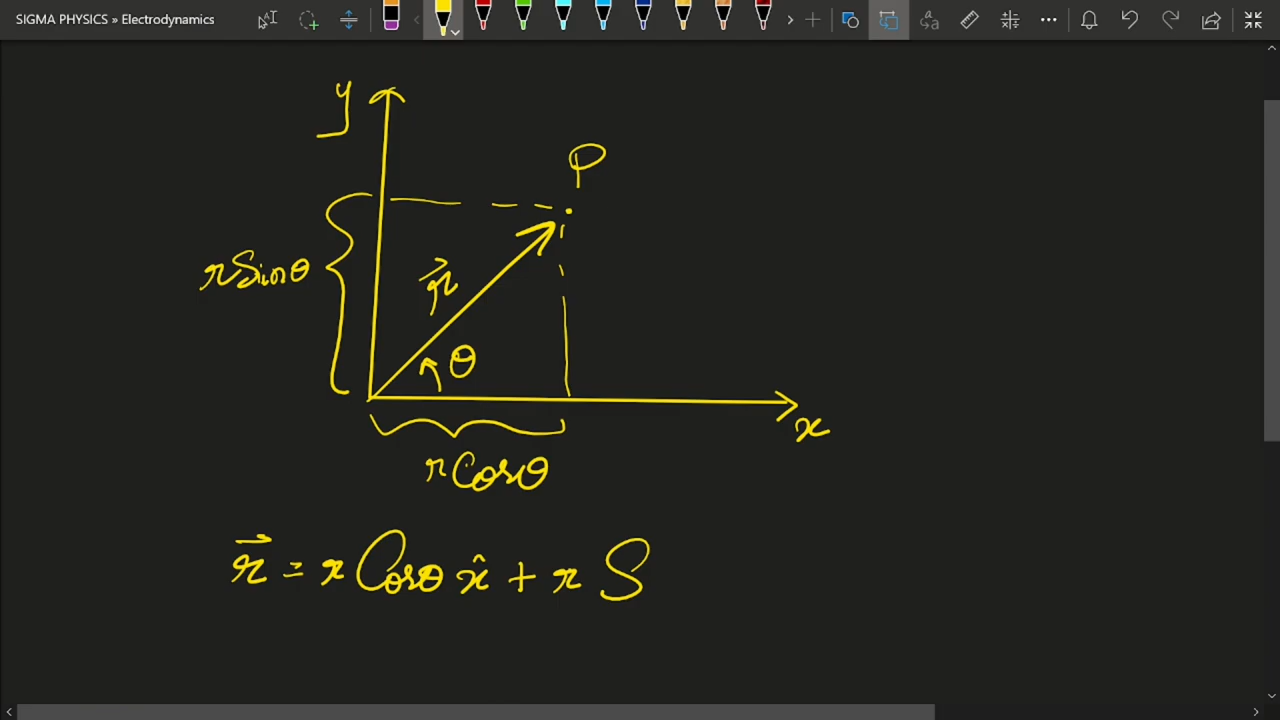 SIGMA PHYSICS » Electrodynamics
y
P
r Sinθ
r⃗
θ
x
r Cosθ
r⃗ = r Cosθ x̂ + r S